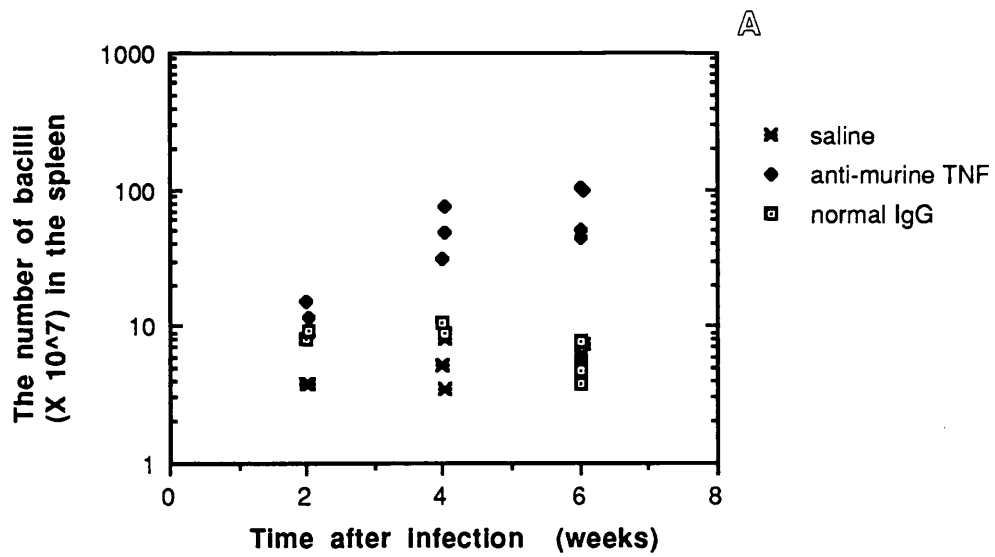 A
1000
100
10
1
0
2
4
6
8
The number of bacilli
(X 10^7) in the spleen
Time after Infection (weeks)
saline
anti-murine TNF
normal IgG